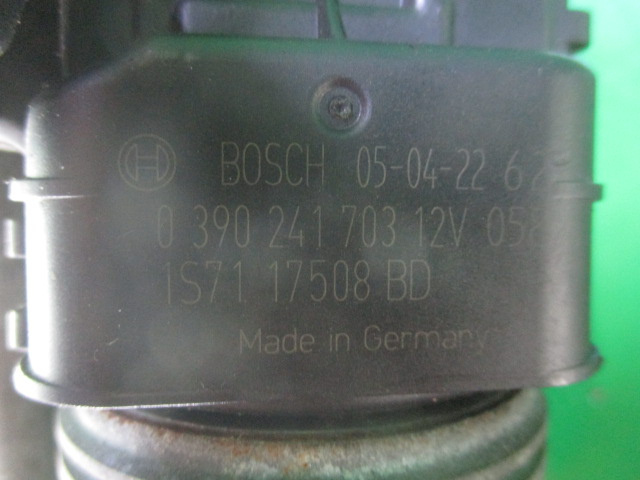 BOSCH 05-04-22
0 390 241 703 12V
1S71 17508 BD
Made in Germany